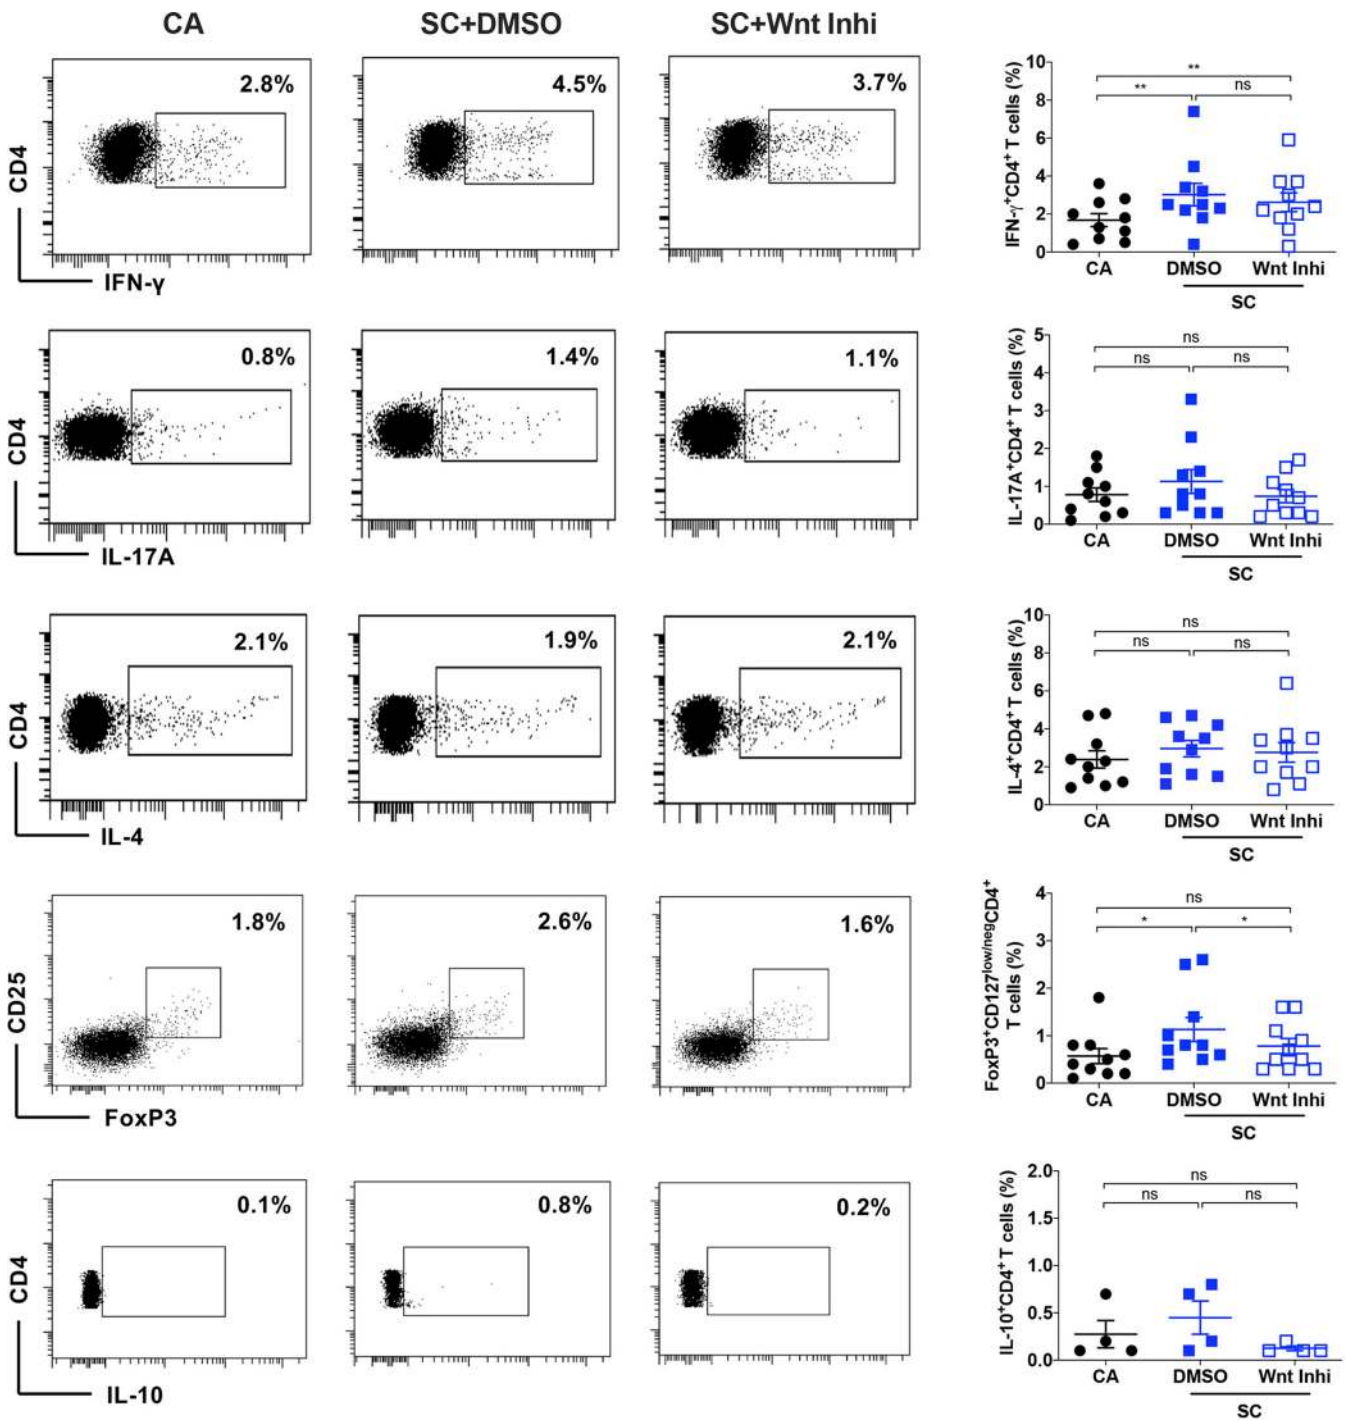 CA SC+DMSO SC+Wnt Inhi
2.8% 4.5% 3.7%
CD4
IFN-γ
IFN-γ⁺CD4⁺ T cells (%)
10
8
6
4
2
0
**
** ns
CA DMSO Wnt Inhi
SC
0.8% 1.4% 1.1%
CD4
IL-17A
IL-17A⁺CD4⁺ T cells (%)
5
4
3
2
1
0
ns
ns ns
CA DMSO Wnt Inhi
SC
2.1% 1.9% 2.1%
CD4
IL-4
IL-4⁺CD4⁺ T cells (%)
10
8
6
4
2
0
ns
ns ns
CA DMSO Wnt Inhi
SC
1.8% 2.6% 1.6%
CD25
FoxP3
FoxP3⁺CD127low/negCD4⁺
T cells (%)
4
3
2
1
0
ns
* *
CA DMSO Wnt Inhi
SC
0.1% 0.8% 0.2%
CD4
IL-10
IL-10⁺CD4⁺ T cells (%)
2.0
1.5
1.0
0.5
0.0
ns
ns ns
CA DMSO Wnt Inhi
SC